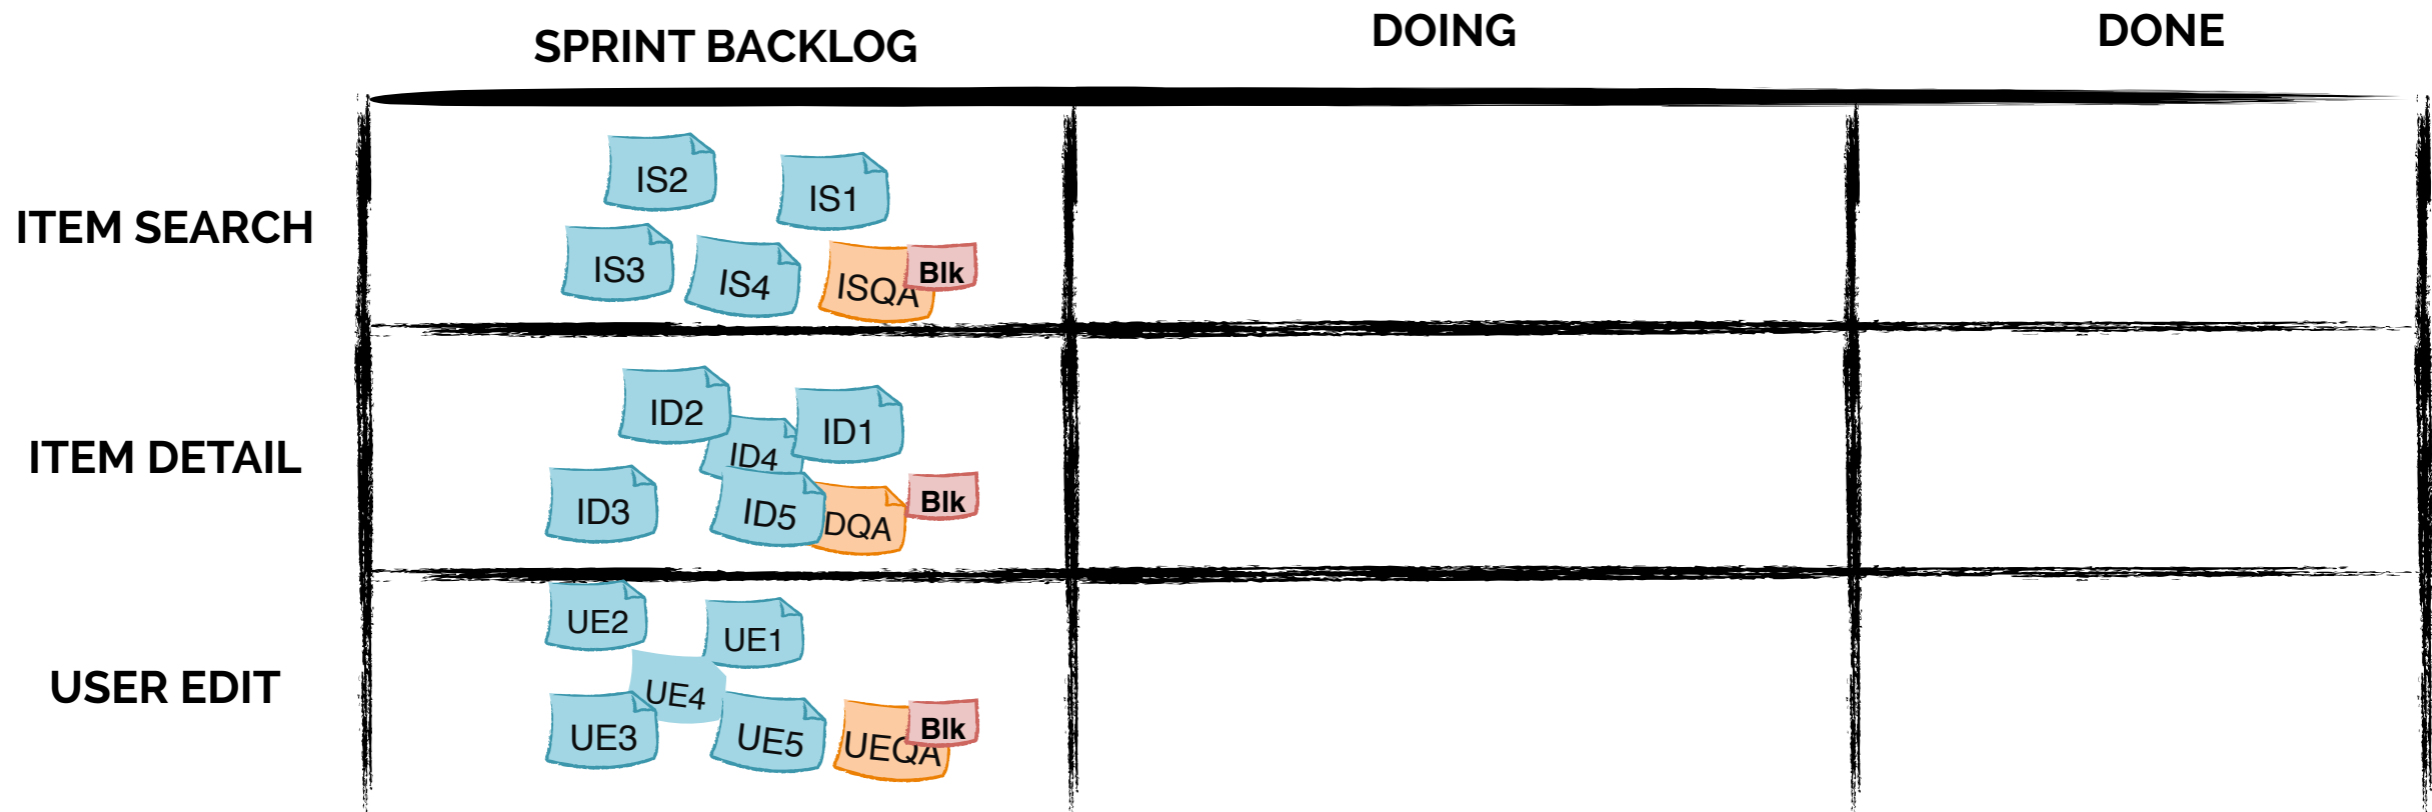 SPRINT BACKLOG
DOING
DONE
ITEM SEARCH
IS2
IS1
IS3
IS4
ISQA
Blk
ITEM DETAIL
ID2
ID1
ID4
ID3
ID5
DQA
Blk
USER EDIT
UE2
UE1
UE4
UE3
UE5
UEQA
Blk